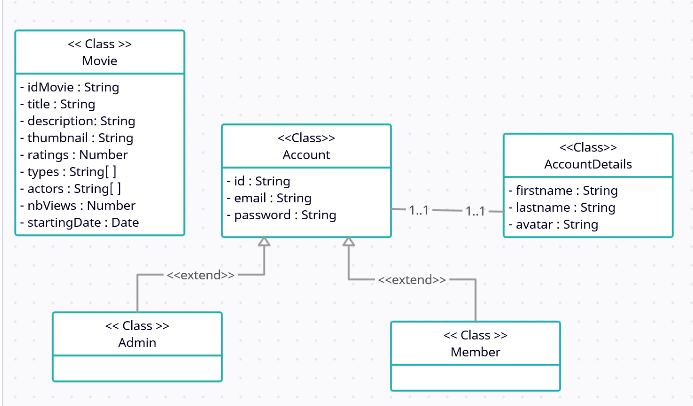 << Class >>
Movie
- idMovie : String
- title : String
- description: String
- thumbnail : String
- ratings : Number
- types : String[ ]
- actors : String[ ]
- nbViews : Number
- startingDate : Date
<<Class>>
Account
- id : String
- email : String
- password : String
<<Class>>
AccountDetails
- firstname : String
- lastname : String
- avatar : String
1..1
1..1
<<extend>>
<<extend>>
<< Class >>
Admin
<< Class >>
Member